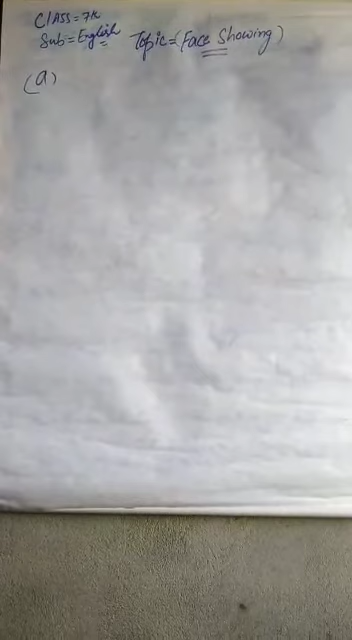 CLASS = 7th
Sub = English Topic = (Face Showing)
(a)